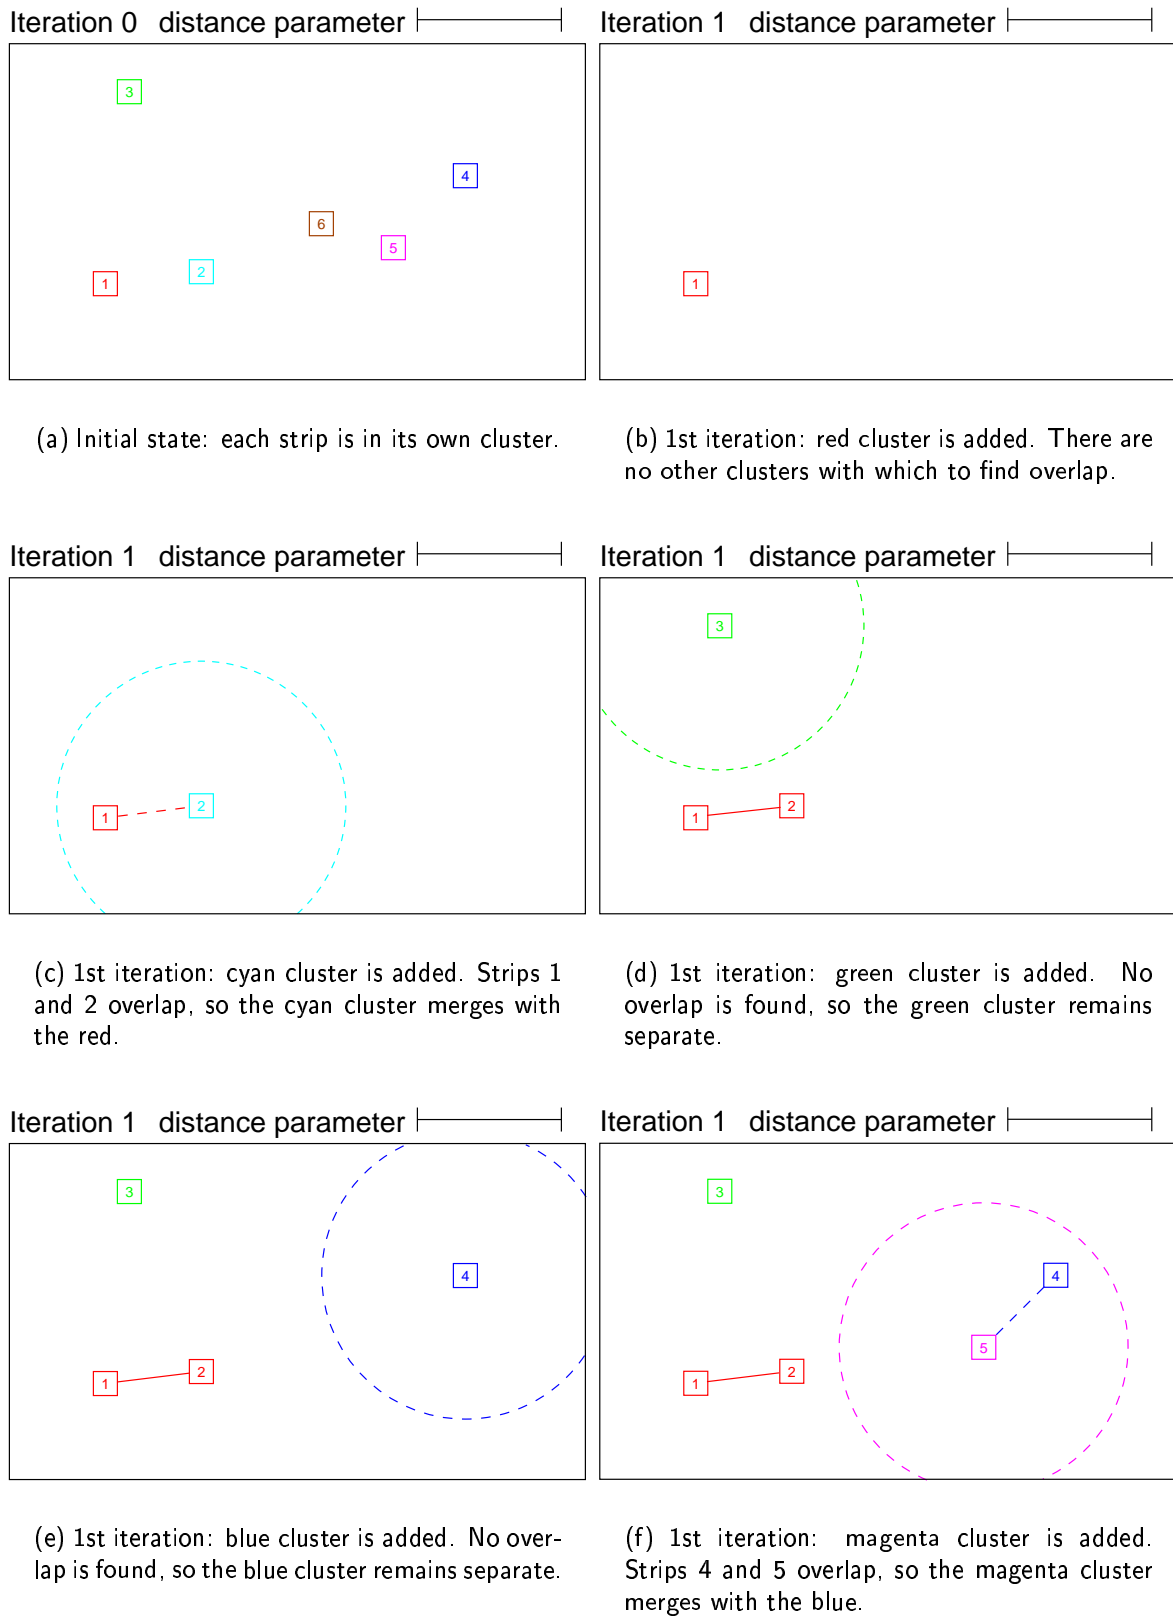 Iteration 0 distance parameter
3
4
6
5
2
1
(a) Initial state: each strip is in its own cluster.
Iteration 1 distance parameter
1
(b) 1st iteration: red cluster is added. There are
no other clusters with which to find overlap.
Iteration 1 distance parameter
1
2
(c) 1st iteration: cyan cluster is added. Strips 1
and 2 overlap, so the cyan cluster merges with
the red.
Iteration 1 distance parameter
3
1
2
(d) 1st iteration: green cluster is added. No
overlap is found, so the green cluster remains
separate.
Iteration 1 distance parameter
3
4
1
2
(e) 1st iteration: blue cluster is added. No over-
lap is found, so the blue cluster remains separate.
Iteration 1 distance parameter
3
4
5
1
2
(f) 1st iteration: magenta cluster is added.
Strips 4 and 5 overlap, so the magenta cluster
merges with the blue.